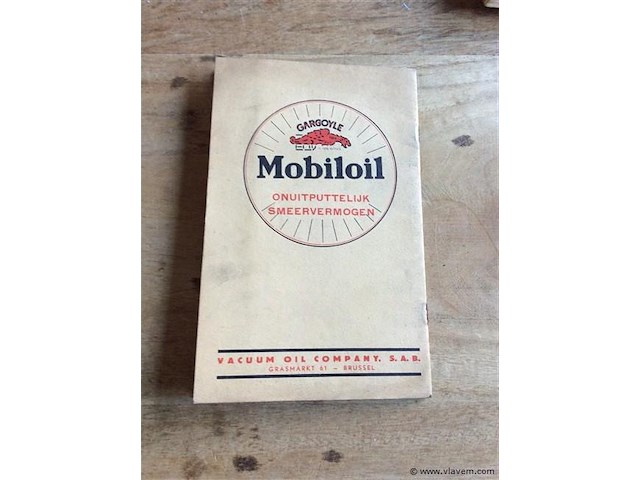 GARGOYLE
Mobiloil
ONUITPUTTELIJK
SMEERVERMOGEN
VACUUM OIL COMPANY. S.A.B.
GRASMARKT 61 – BRUSSEL
© www.vlavem.com